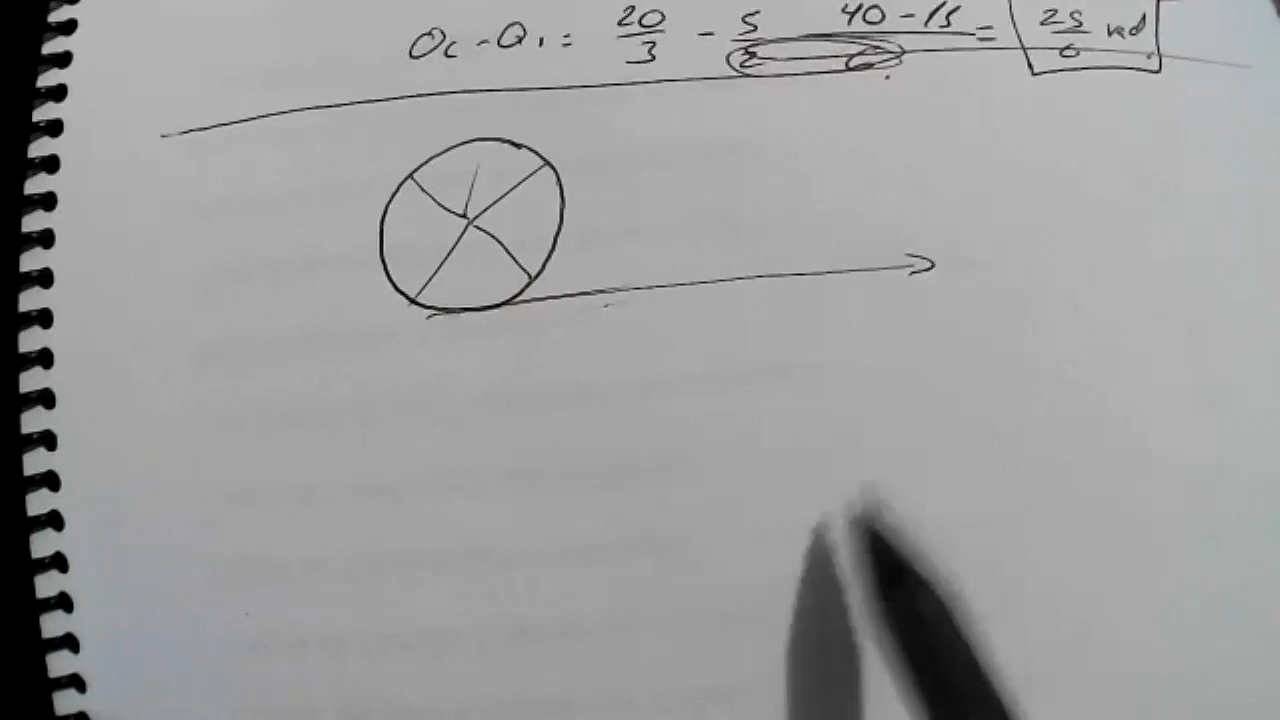 θc - θ1 = 20/3 - 5/2 = 40 - 15/6 = 25/6 rad